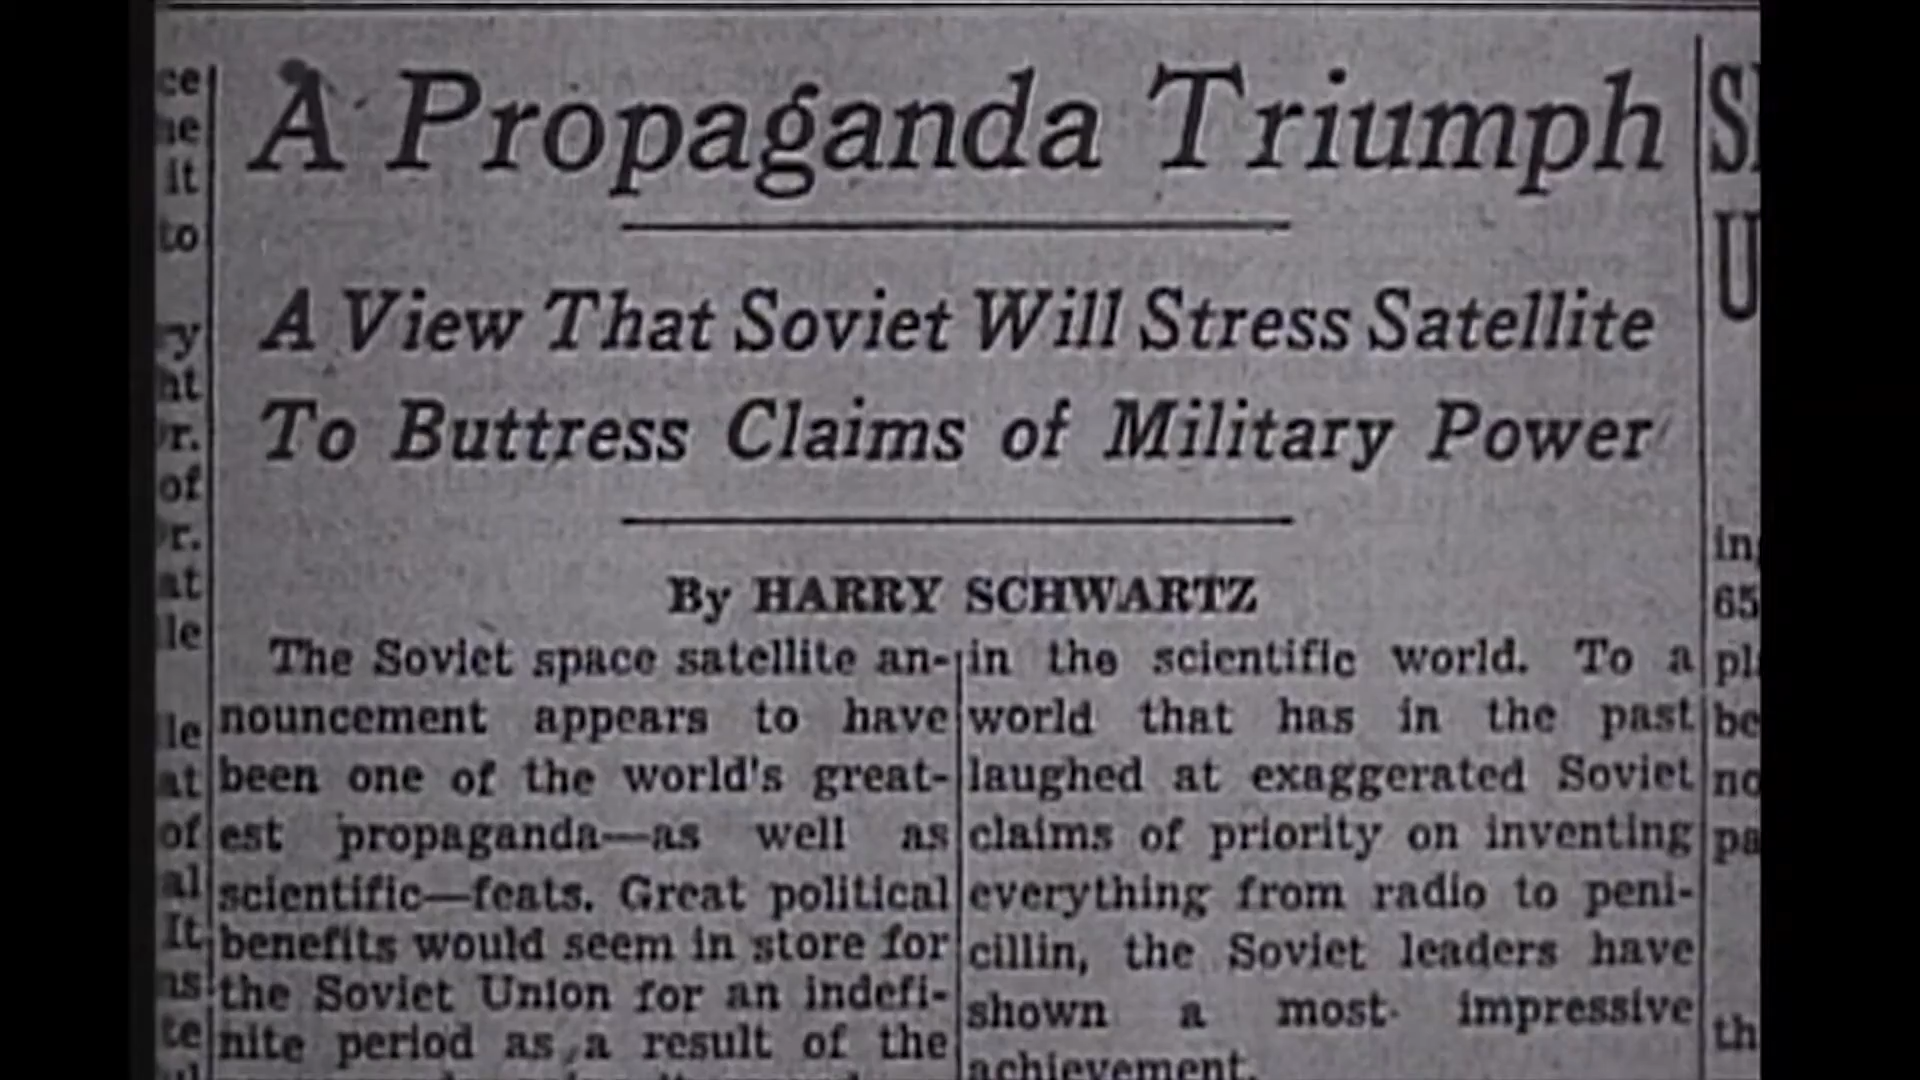 A Propaganda Triumph
A View That Soviet Will Stress Satellite
To Buttress Claims of Military Power
By HARRY SCHWARTZ
The Soviet space satellite an-
nouncement appears to have
been one of the world's great-
est propaganda—as well as
scientific—feats. Great political
benefits would seem in store for
the Soviet Union for an indefi-
nite period as a result of the
in the scientific world. To a
world that has in the past
laughed at exaggerated Soviet
claims of priority on inventing
everything from radio to peni-
cillin, the Soviet leaders have
shown a most impressive
achievement.